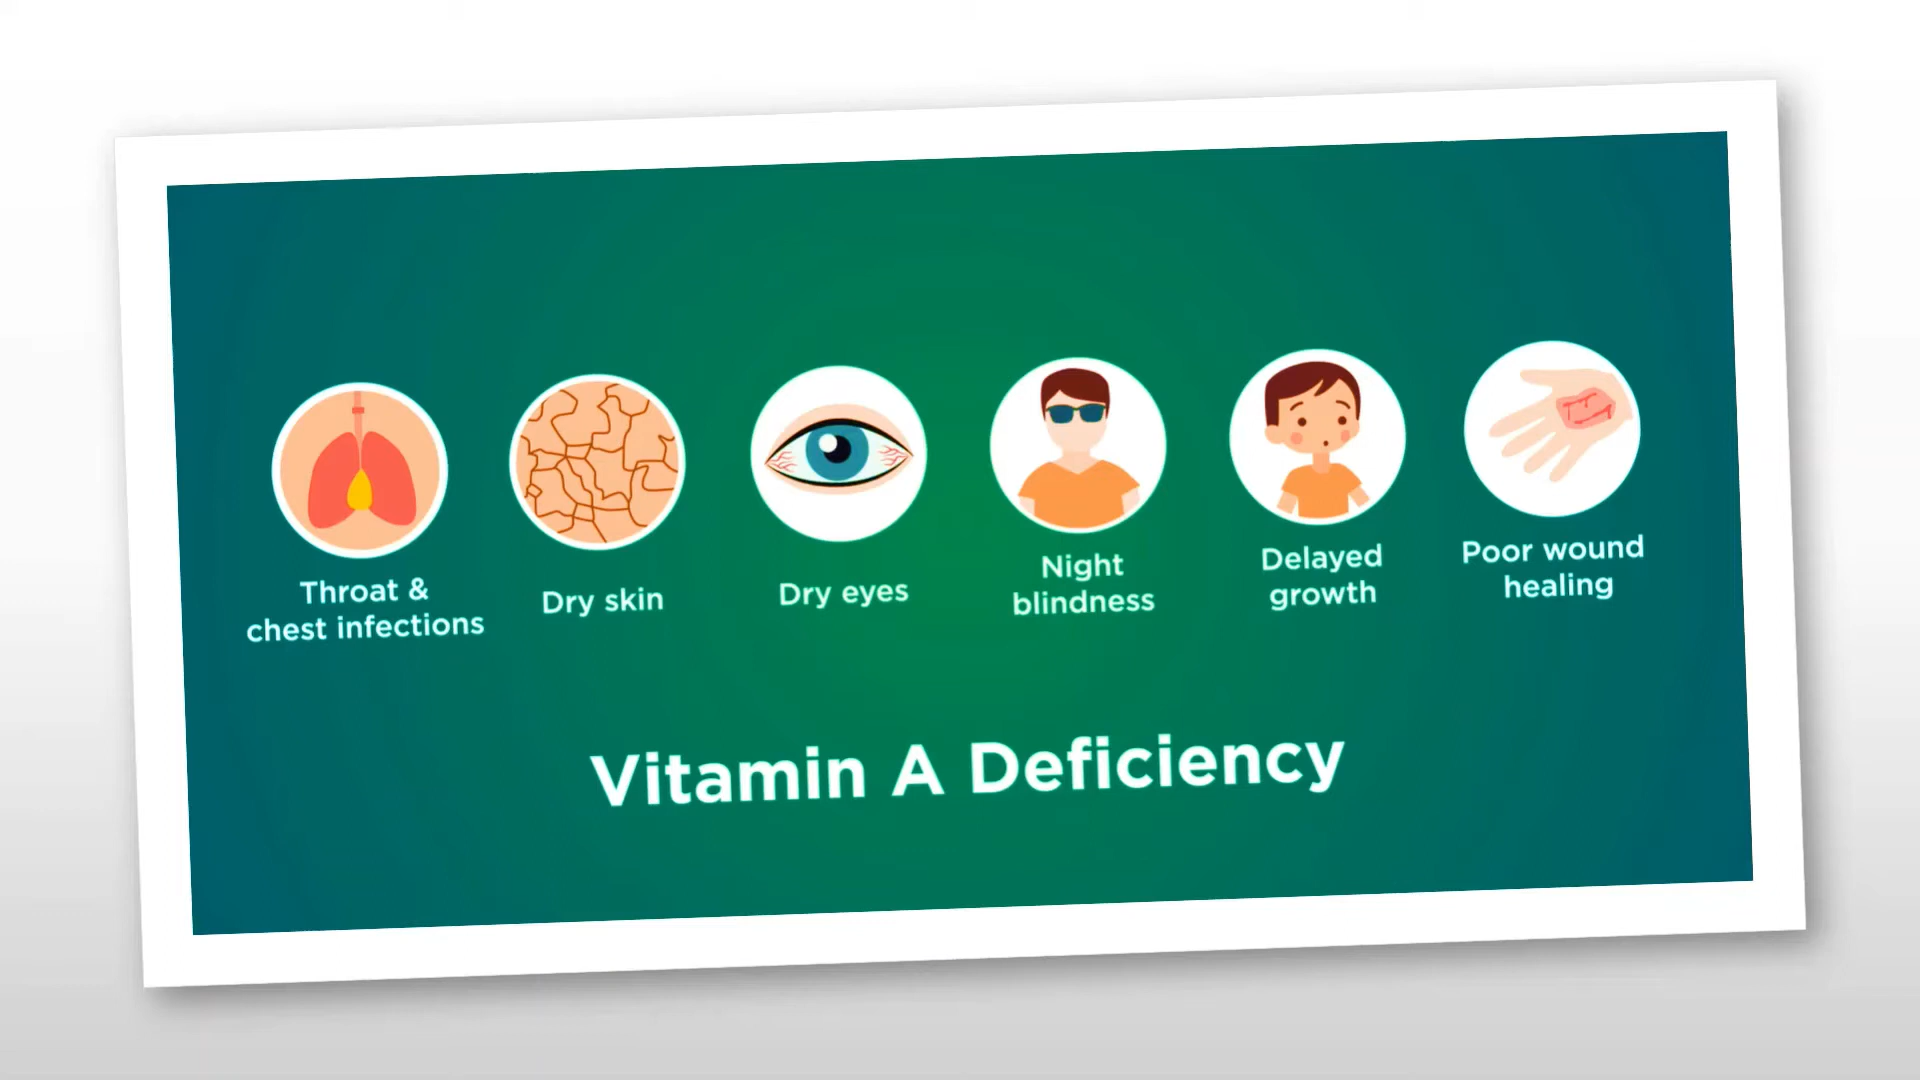 Throat &
chest infections
Dry skin
Dry eyes
Night
blindness
Delayed
growth
Poor wound
healing
Vitamin A Deficiency